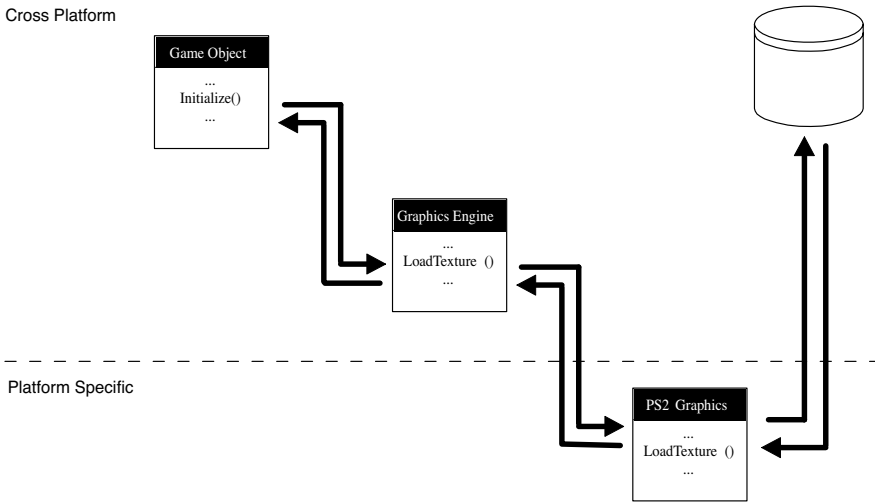 Cross Platform
Game Object
...
Initialize()
...
Graphics Engine
...
LoadTexture ()
...
Platform Specific
PS2 Graphics
...
LoadTexture ()
...